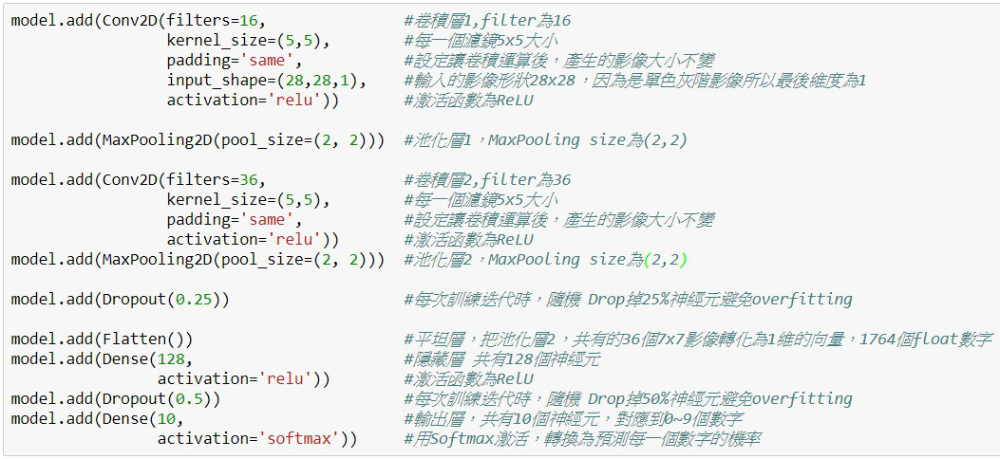 model.add(Conv2D(filters=16, #卷積層1,filter為16
kernel_size=(5,5), #每一個濾鏡5x5大小
padding='same', #設定讓卷積運算後，產生的影像大小不變
input_shape=(28,28,1), #輸入的影像形狀28x28，因為是單色灰階影像所以最後維度為1
activation='relu')) #激活函數為ReLU
model.add(MaxPooling2D(pool_size=(2, 2))) #池化層1，MaxPooling size為(2,2)
model.add(Conv2D(filters=36, #卷積層2,filter為36
kernel_size=(5,5), #每一個濾鏡5x5大小
padding='same', #設定讓卷積運算後，產生的影像大小不變
activation='relu')) #激活函數為ReLU
model.add(MaxPooling2D(pool_size=(2, 2))) #池化層2，MaxPooling size為(2,2)
model.add(Dropout(0.25)) #每次訓練迭代時，隨機 Drop掉25%神經元避免overfitting
model.add(Flatten()) #平坦層，把池化層2，共有的36個7x7影像轉化為1維的向量，1764個float數字
model.add(Dense(128, #隱藏層 共有128個神經元
activation='relu')) #激活函數為RelU
model.add(Dropout(0.5)) #每次訓練迭代時，隨機 Drop掉50%神經元避免overfitting
model.add(Dense(10, #輸出層，共有10個神經元，對應到0~9個數字
activation='softmax')) #用Softmax激活，轉換為預測每一個數字的機率